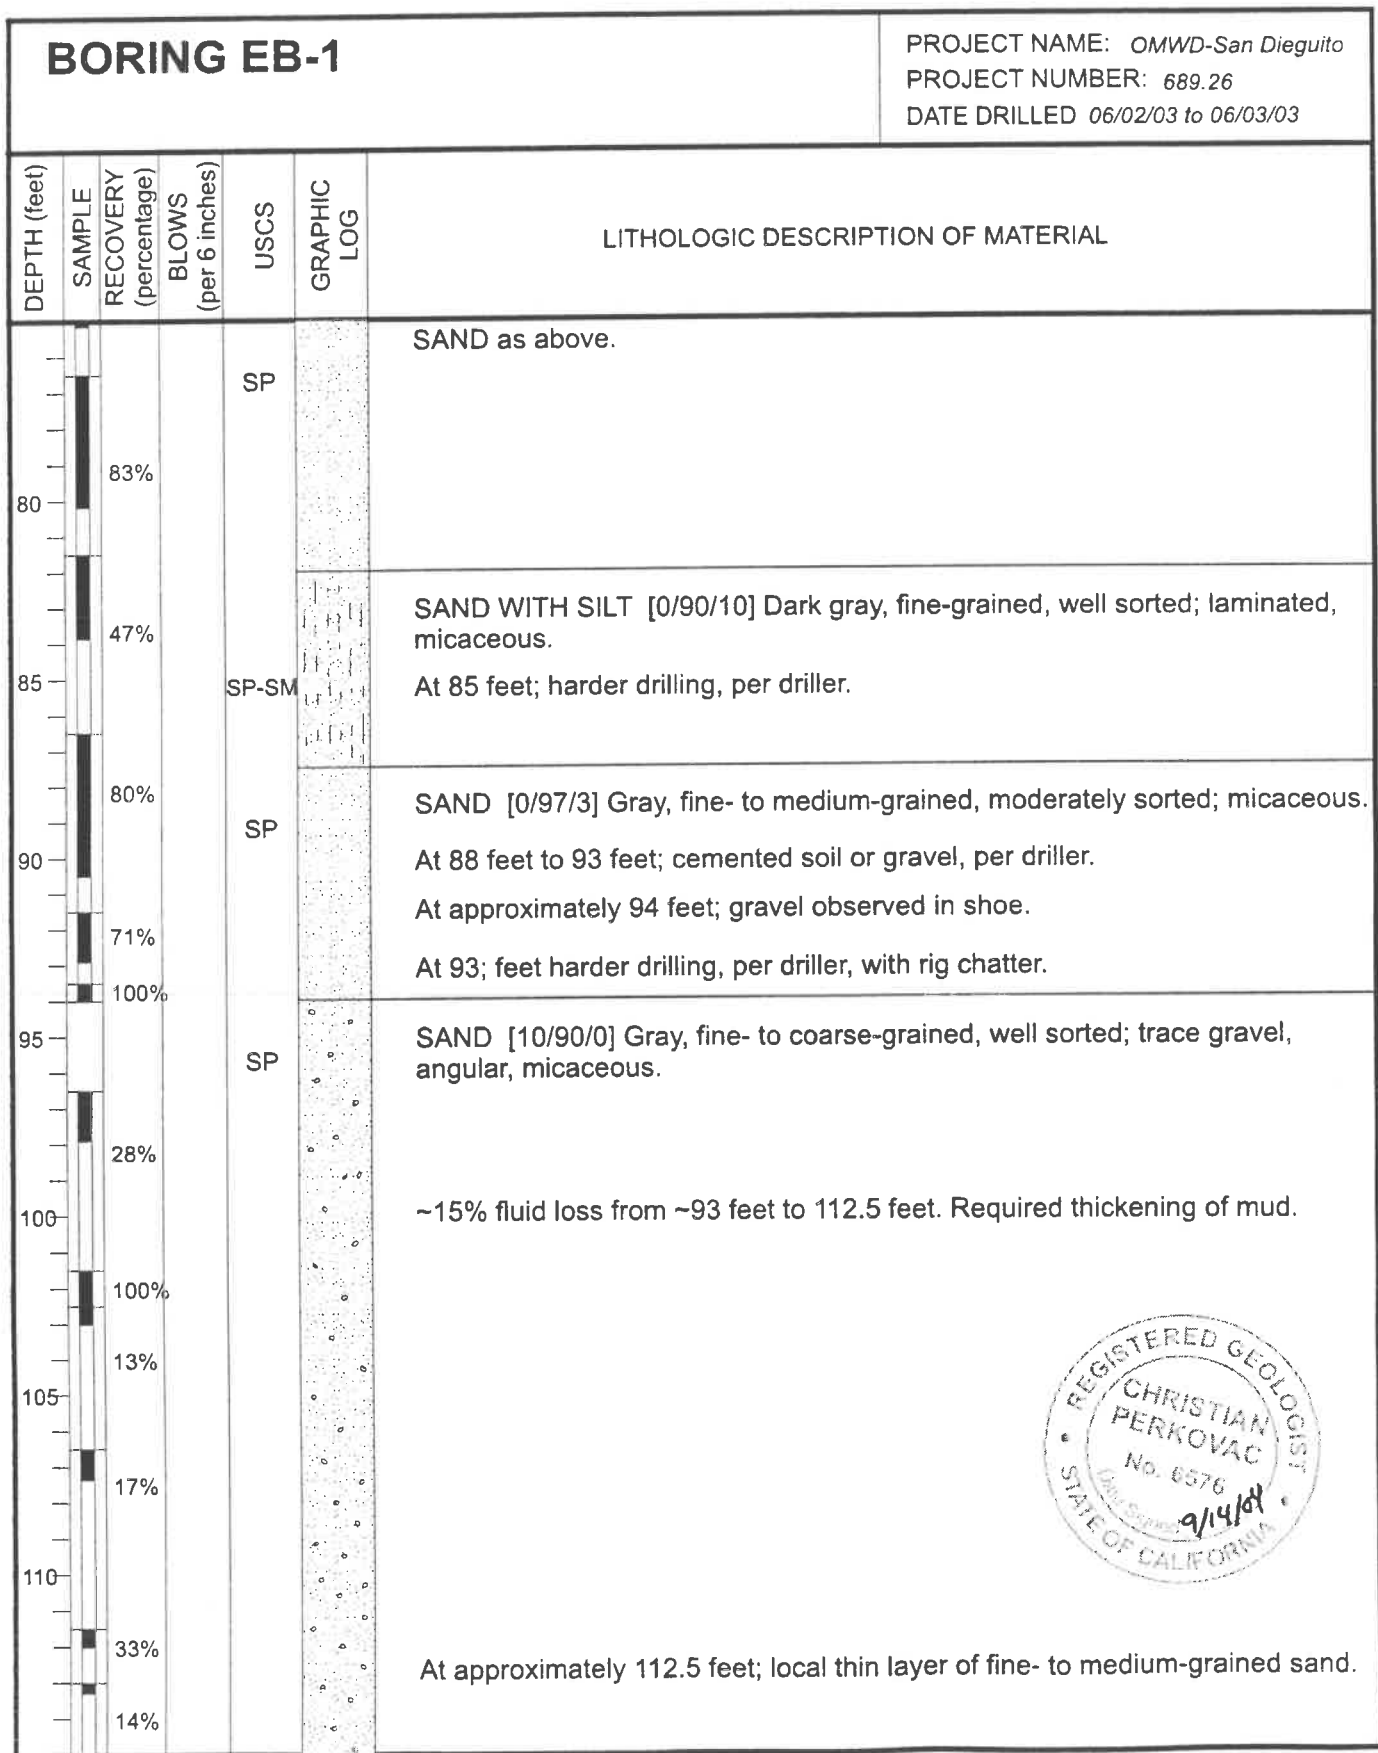 BORING EB-1
PROJECT NAME: OMWD-San Dieguito
PROJECT NUMBER: 689.26
DATE DRILLED 06/02/03 to 06/03/03
DEPTH (feet)
SAMPLE
RECOVERY (percentage)
BLOWS (per 6 inches)
USCS
GRAPHIC LOG
LITHOLOGIC DESCRIPTION OF MATERIAL
SAND as above.
SP
83%
80
SAND WITH SILT [0/90/10] Dark gray, fine-grained, well sorted; laminated,
micaceous.
47%
85
SP-SM
At 85 feet; harder drilling, per driller.
80%
SAND [0/97/3] Gray, fine- to medium-grained, moderately sorted; micaceous.
SP
90
At 88 feet to 93 feet; cemented soil or gravel, per driller.
At approximately 94 feet; gravel observed in shoe.
71%
At 93; feet harder drilling, per driller, with rig chatter.
100%
95
SP
SAND [10/90/0] Gray, fine- to coarse-grained, well sorted; trace gravel,
angular, micaceous.
28%
100
~15% fluid loss from ~93 feet to 112.5 feet. Required thickening of mud.
100%
13%
105
REGISTERED GEOLOGIST
CHRISTIAN
PERKOVAC
No. 6576
9/14/04
STATE OF CALIFORNIA
17%
110
33%
At approximately 112.5 feet; local thin layer of fine- to medium-grained sand.
14%